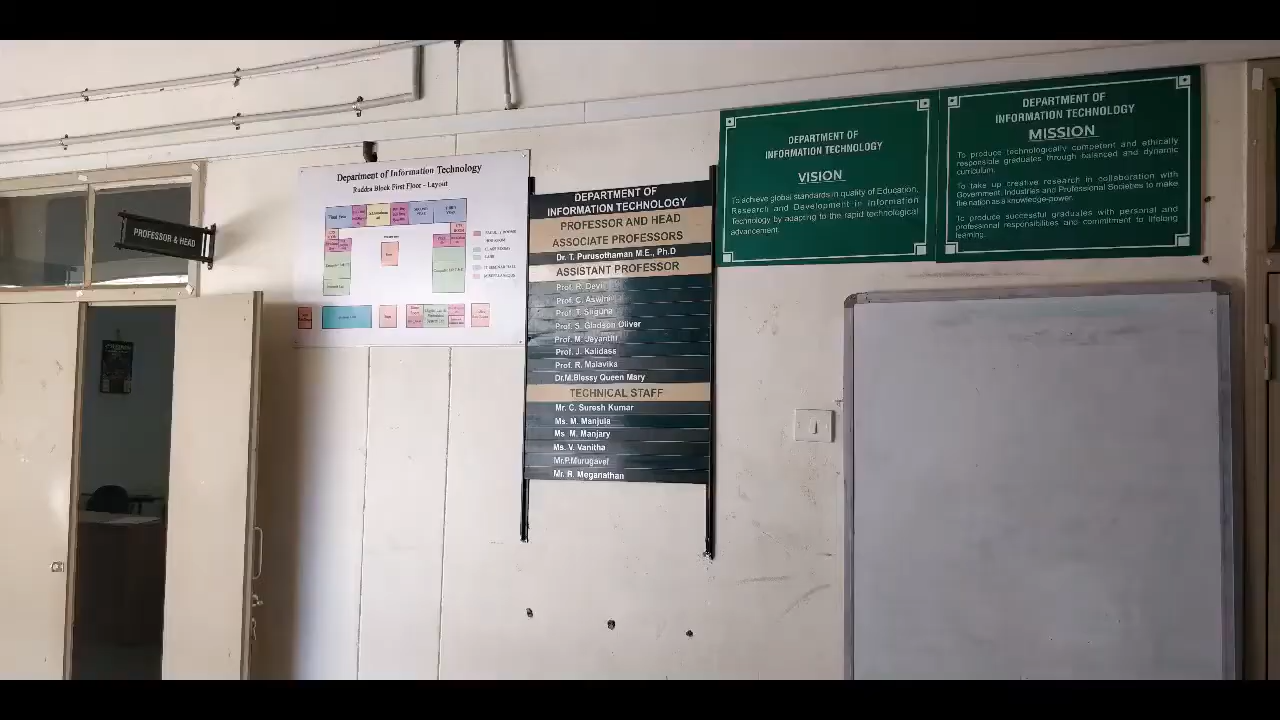 PROFESSOR & HEAD
Department of Information Technology
Rudda Block First Floor - Layout
DEPARTMENT OF
INFORMATION TECHNOLOGY
PROFESSOR AND HEAD
ASSOCIATE PROFESSORS
Dr. T. Purusothaman M.E., Ph.D
ASSISTANT PROFESSOR
Prof. R. Devi
Prof. C. Aswini
Prof. T. Suguna
Prof. S. Gladson Oliver
Prof. M. Jeyanthi
Prof. J. Kalidass
Prof. R. Malavika
Dr.M.Blessy Queen Mary
TECHNICAL STAFF
Mr. C. Suresh Kumar
Ms. M. Manjula
Ms. M. Manjary
Ms. V. Vanitha
Mr.P.Murugavel
Mr. R. Meganathan
DEPARTMENT OF
INFORMATION TECHNOLOGY
VISION
To achieve global standards in quality of Education,
Research and Development in Information
Technology by adapting to the rapid technological
advancement.
DEPARTMENT OF
INFORMATION TECHNOLOGY
MISSION
To produce technologically competent and ethically
responsible graduates through balanced and dynamic
curriculum.
To take up creative research in collaboration with
Government, Industries and Professional Societies to make
the nation as a knowledge-power.
To produce successful graduates with personal and
professional responsibilities and commitment to lifelong
learning.